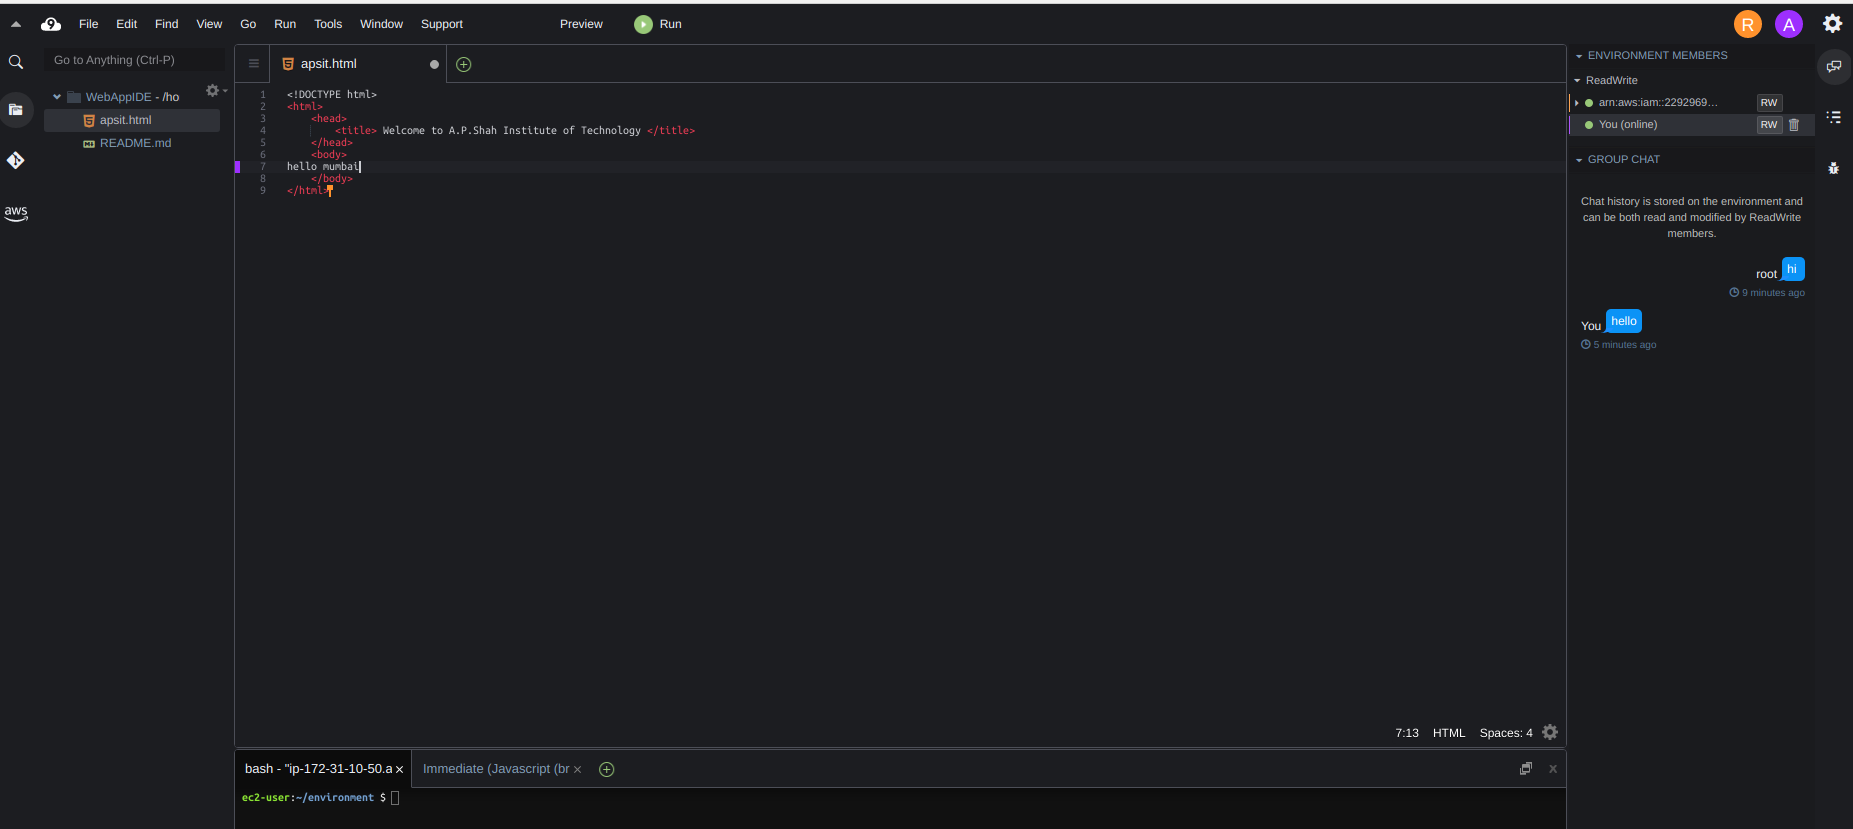 File Edit Find View Go Run Tools Window Support Preview Run R A
Go to Anything (Ctrl-P)
WebAppIDE - /ho
apsit.html
README.md
aws
apsit.html
1 <!DOCTYPE html>
2 <html>
3 <head>
4 <title> Welcome to A.P.Shah Institute of Technology </title>
5 </head>
6 <body>
7 hello mumbai
8 </body>
9 </html>
7:13 HTML Spaces: 4
bash - "ip-172-31-10-50.a Immediate (Javascript (br
ec2-user:~/environment $
ENVIRONMENT MEMBERS
ReadWrite
arn:aws:iam::2292969... RW
You (online) RW
GROUP CHAT
Chat history is stored on the environment and
can be both read and modified by ReadWrite
members.
root hi
9 minutes ago
You hello
5 minutes ago